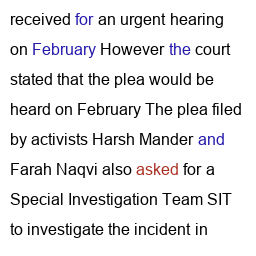 received for an urgent hearing
on February However the court
stated that the plea would be
heard on February The plea filed
by activists Harsh Mander and
Farah Naqvi also asked for a
Special Investigation Team SIT
to investigate the incident in